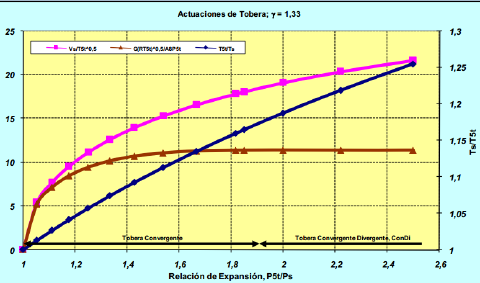 Actuaciones de Tobera; γ = 1,33
25
20
15
10
5
0
Vs/T5t^0,5
G(RT5t)^0,5/A8P5t
T5t/Ts
1,3
1,25
1,2
1,15
1,1
1,05
1
Ts/T5t
Tobera Convergente
Tobera Convergente Divergente, ConDi
1
1,2
1,4
1,6
1,8
2
2,2
2,4
2,6
Relación de Expansión, P5t/Ps